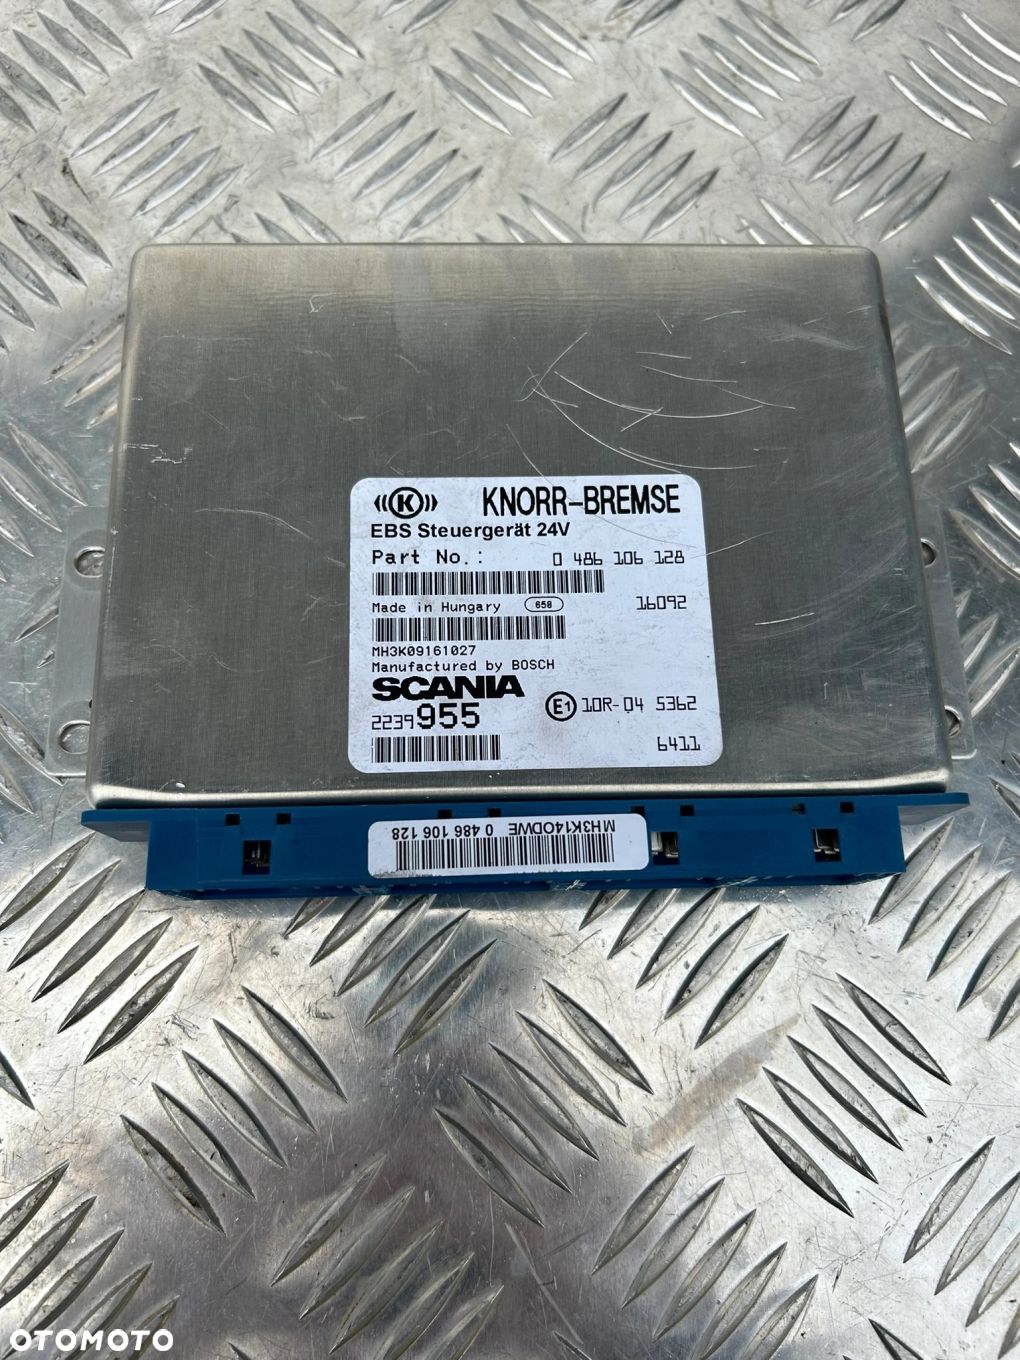 ((K)) KNORR-BREMSE
EBS Steuergerät 24V
Part No.: 0 486 106 128
Made in Hungary 658 16092
MH3K09161027
Manufactured by BOSCH
SCANIA
E1 10R-04 5362
2239955
6411
MH3K14ODWE 0 486 106 128
OTOMOTO